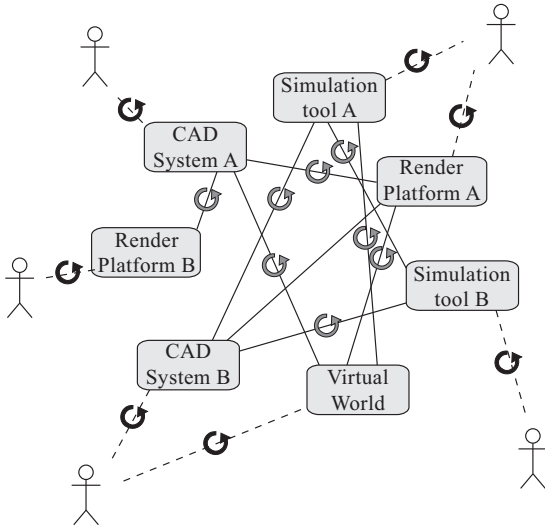 Simulation
tool A
CAD
System A
Render
Platform A
Render
Platform B
Simulation
tool B
CAD
System B
Virtual
World